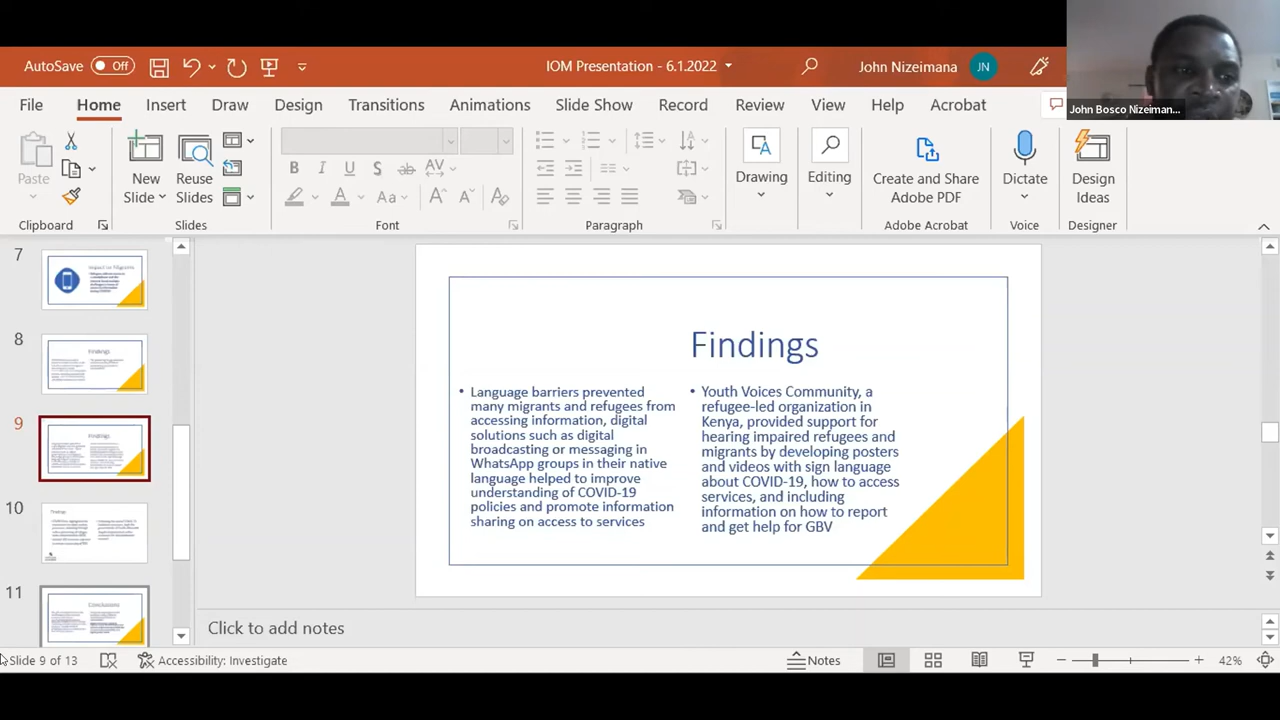 AutoSave Off
IOM Presentation - 6.1.2022
John Nizeimana JN
John Bosco Nizeiman...
File Home Insert Draw Design Transitions Animations Slide Show Record Review View Help Acrobat
Paste
New
Slide
Reuse
Slides
Drawing
Editing
Create and Share
Adobe PDF
Dictate
Design
Ideas
Clipboard Slides Font Paragraph Adobe Acrobat Voice Designer
7
Impact on Migrants
8
Findings
9
Findings
10
Findings
11
Conclusions
Findings
• Language barriers prevented
many migrants and refugees from
accessing information, digital
solutions such as digital
broadcasting or messaging in
WhatsApp groups in their native
language helped to improve
understanding of COVID-19
policies and promote information
sharing on access to services
• Youth Voices Community, a
refugee-led organization in
Kenya, provided support for
hearing impaired refugees and
migrants by developing posters
and videos with sign language
about COVID-19, how to access
services, and including
information on how to report
and get help for GBV
Click to add notes
Slide 9 of 13
Accessibility: Investigate
Notes
42%